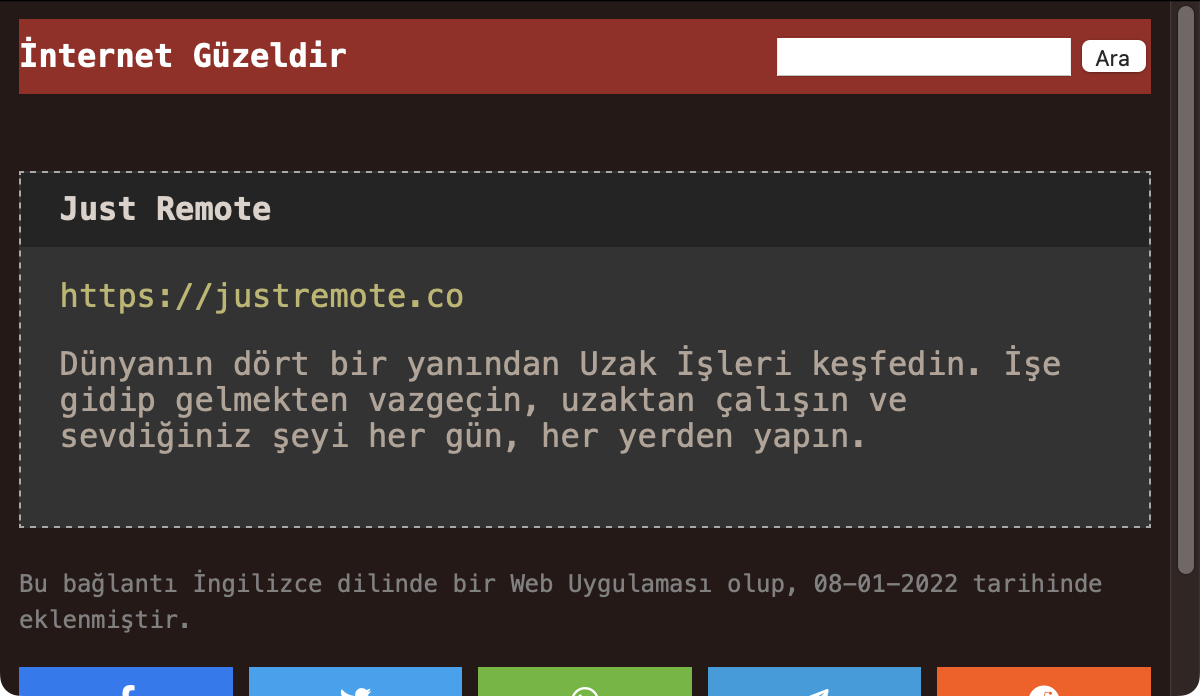 İnternet Güzeldir
Ara
Just Remote
https://justremote.co
Dünyanın dört bir yanından Uzak İşleri keşfedin. İşe
gidip gelmekten vazgeçin, uzaktan çalışın ve
sevdiğiniz şeyi her gün, her yerden yapın.
Bu bağlantı İngilizce dilinde bir Web Uygulaması olup, 08-01-2022 tarihinde
eklenmiştir.